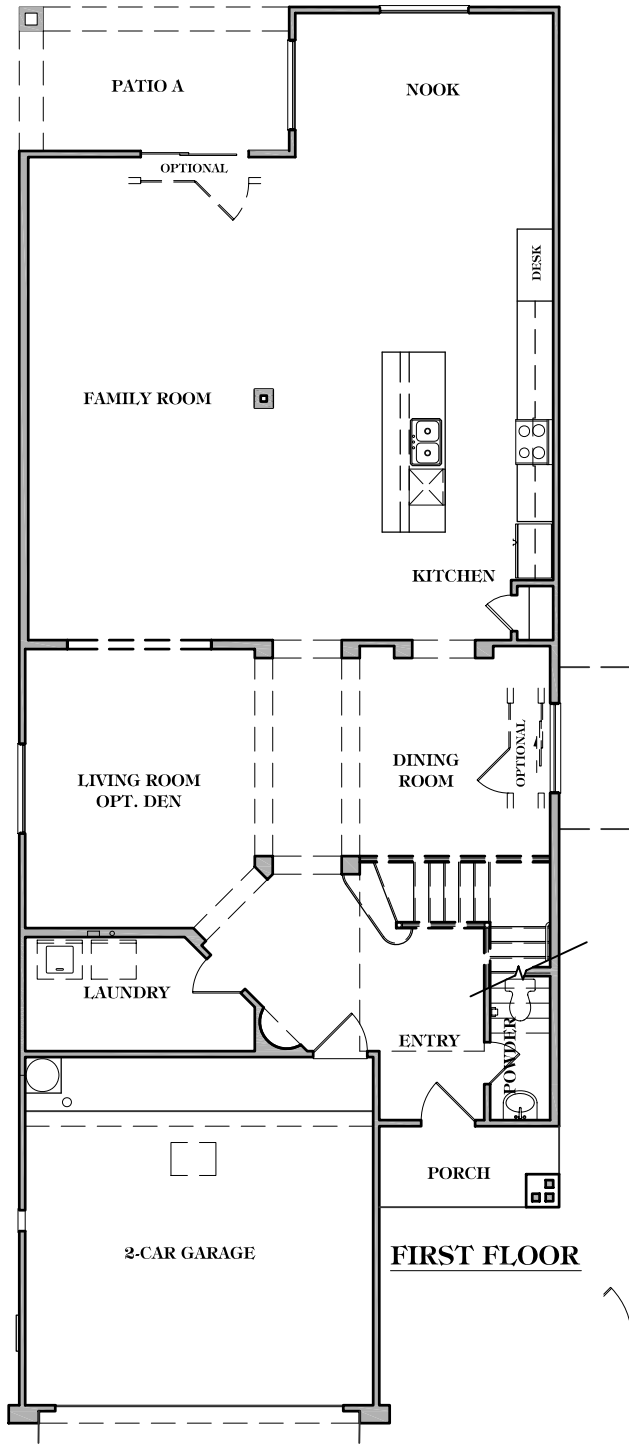 PATIO A
NOOK
OPTIONAL
DESK
FAMILY ROOM
KITCHEN
LIVING ROOM
OPT. DEN
DINING
ROOM
OPTIONAL
LAUNDRY
ENTRY
POWDER
PORCH
2-CAR GARAGE
FIRST FLOOR